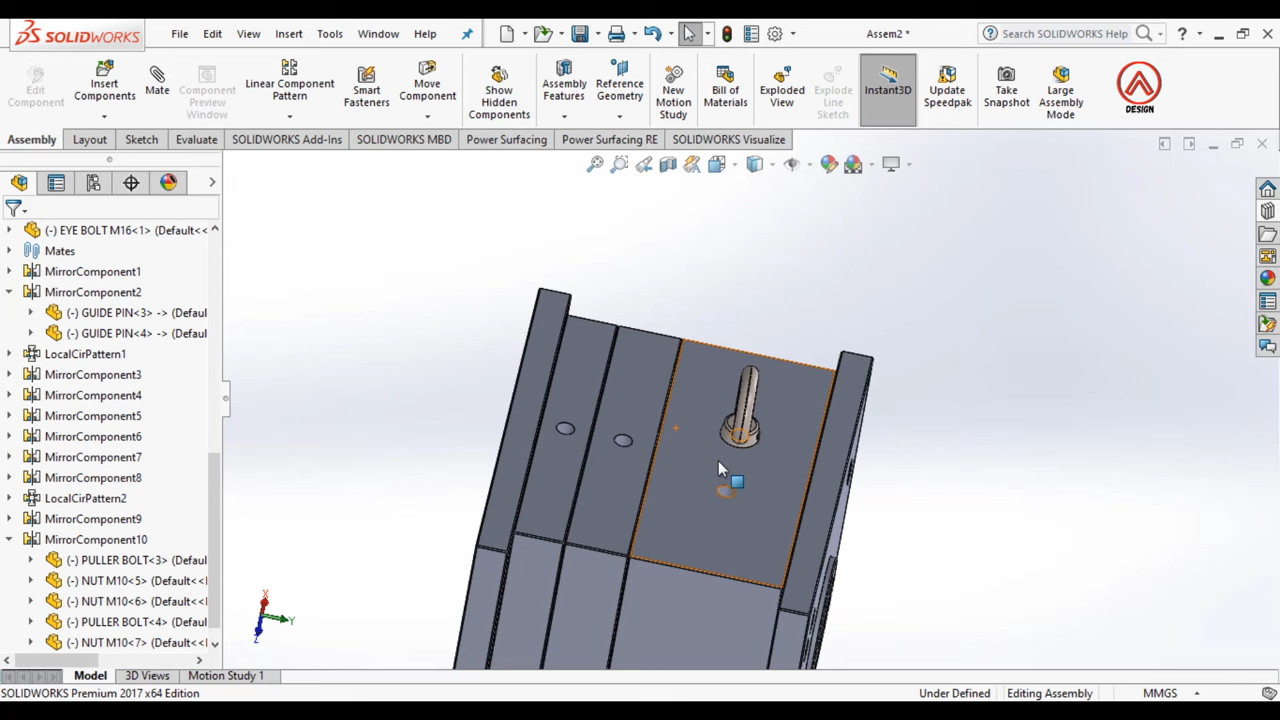 SOLIDWORKS
File Edit View Insert Tools Window Help
Assem2 *
Search SOLIDWORKS Help
Edit Component
Insert Components
Mate
Component Preview Window
Linear Component Pattern
Smart Fasteners
Move Component
Show Hidden Components
Assembly Features
Reference Geometry
New Motion Study
Bill of Materials
Exploded View
Explode Line Sketch
Instant3D
Update Speedpak
Take Snapshot
Large Assembly Mode
DESIGN
Assembly Layout Sketch Evaluate SOLIDWORKS Add-Ins SOLIDWORKS MBD Power Surfacing Power Surfacing RE SOLIDWORKS Visualize
(-) EYE BOLT M16<1> (Default<<
Mates
MirrorComponent1
MirrorComponent2
(-) GUIDE PIN<3> -> (Defaul
(-) GUIDE PIN<4> -> (Defaul
LocalCirPattern1
MirrorComponent3
MirrorComponent4
MirrorComponent5
MirrorComponent6
MirrorComponent7
MirrorComponent8
LocalCirPattern2
MirrorComponent9
MirrorComponent10
(-) PULLER BOLT<3> (Default
(-) NUT M10<5> (Default<<
(-) NUT M10<6> (Default<<
(-) PULLER BOLT<4> (Default
(-) NUT M10<7> (Default<<
X
Y
Z
Model 3D Views Motion Study 1
SOLIDWORKS Premium 2017 x64 Edition
Under Defined Editing Assembly MMGS